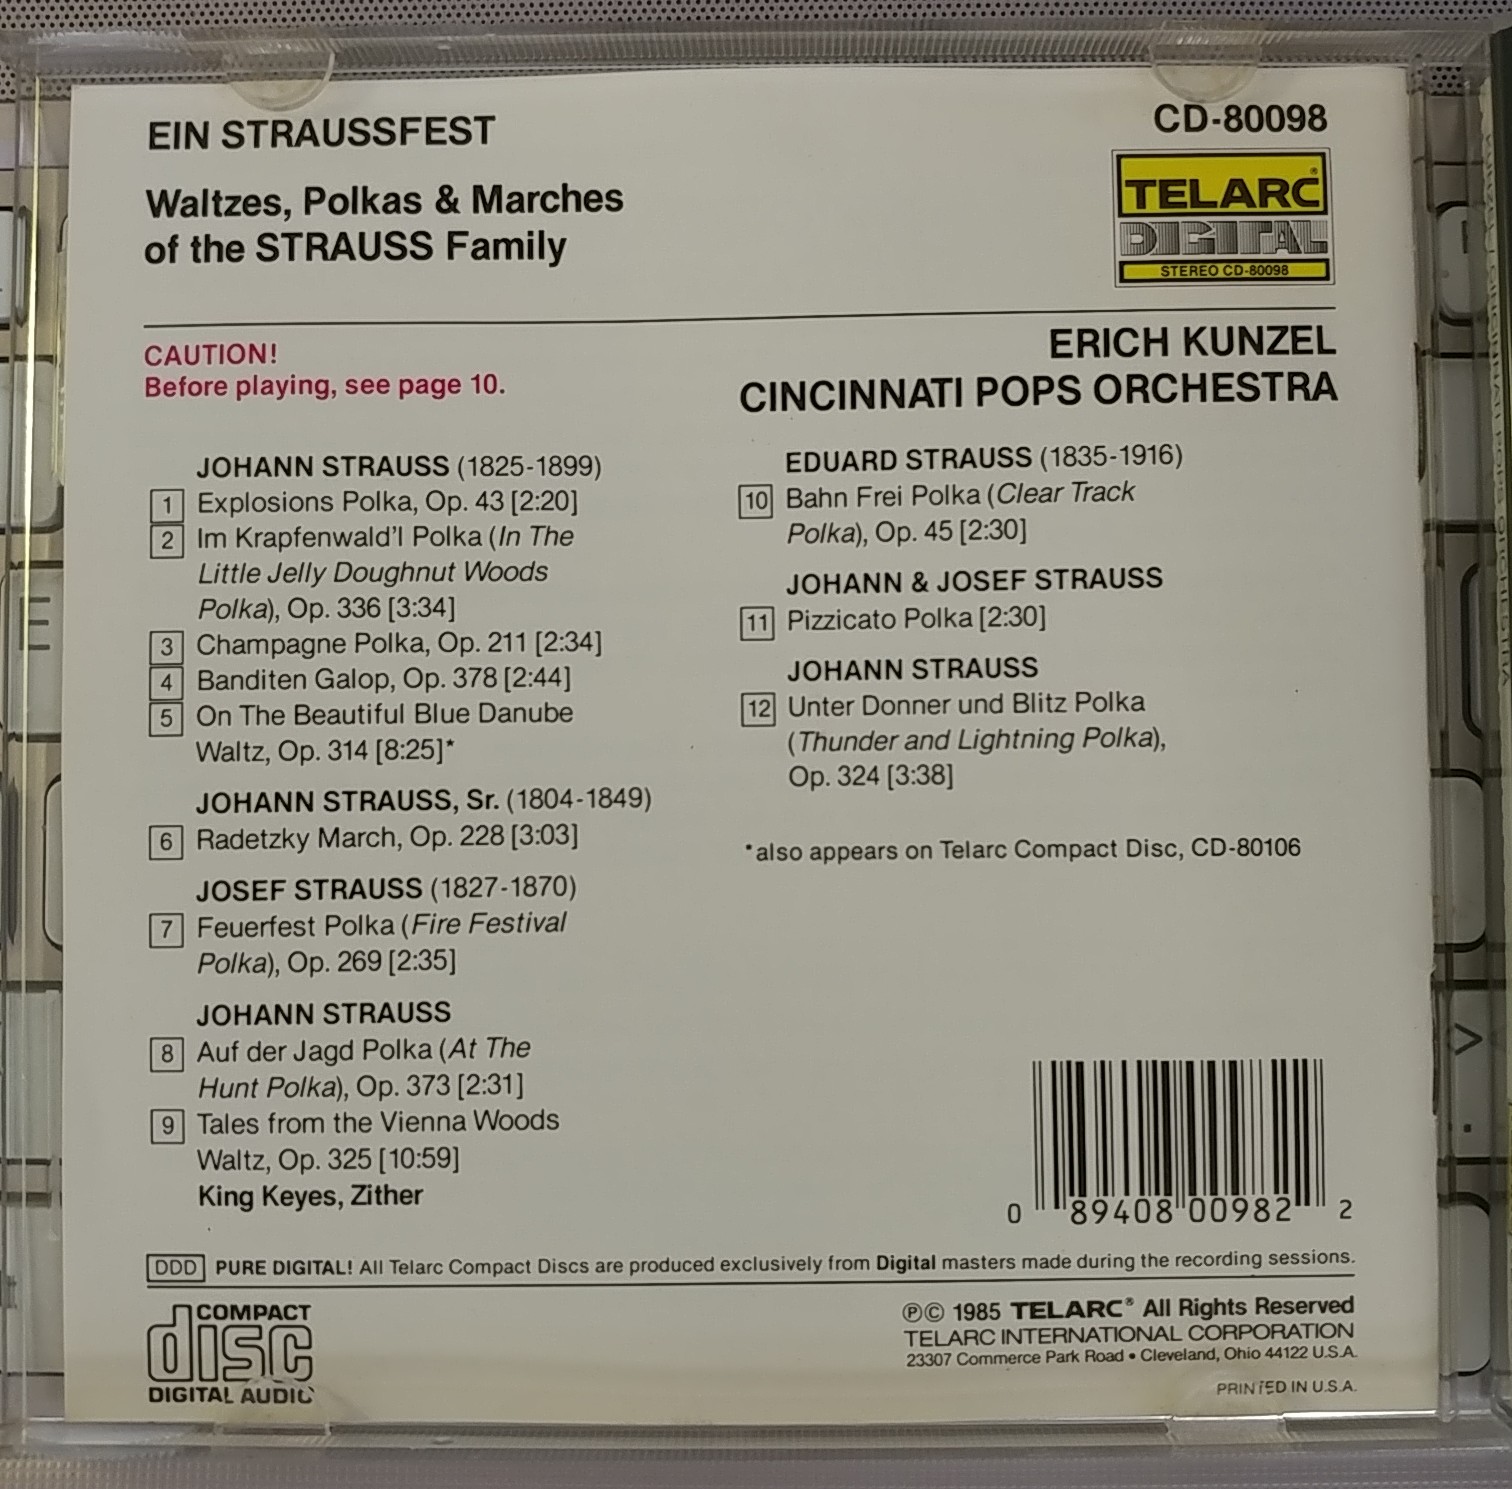 EIN STRAUSSFEST
Waltzes, Polkas & Marches
of the STRAUSS Family
CD-80098
TELARC®
DIGITAL
STEREO CD-80098
CAUTION!
Before playing, see page 10.
ERICH KUNZEL
CINCINNATI POPS ORCHESTRA
JOHANN STRAUSS (1825-1899)
1 Explosions Polka, Op. 43 [2:20]
2 Im Krapfenwald'l Polka (In The
Little Jelly Doughnut Woods
Polka), Op. 336 [3:34]
3 Champagne Polka, Op. 211 [2:34]
4 Banditen Galop, Op. 378 [2:44]
5 On The Beautiful Blue Danube
Waltz, Op. 314 [8:25]*
JOHANN STRAUSS, Sr. (1804-1849)
6 Radetzky March, Op. 228 [3:03]
JOSEF STRAUSS (1827-1870)
7 Feuerfest Polka (Fire Festival
Polka), Op. 269 [2:35]
JOHANN STRAUSS
8 Auf der Jagd Polka (At The
Hunt Polka), Op. 373 [2:31]
9 Tales from the Vienna Woods
Waltz, Op. 325 [10:59]
King Keyes, Zither
EDUARD STRAUSS (1835-1916)
10 Bahn Frei Polka (Clear Track
Polka), Op. 45 [2:30]
JOHANN & JOSEF STRAUSS
11 Pizzicato Polka [2:30]
JOHANN STRAUSS
12 Unter Donner und Blitz Polka
(Thunder and Lightning Polka),
Op. 324 [3:38]
*also appears on Telarc Compact Disc, CD-80106
0 89408 00982 2
DDD PURE DIGITAL! All Telarc Compact Discs are produced exclusively from Digital masters made during the recording sessions.
COMPACT
disc
DIGITAL AUDIO
℗© 1985 TELARC® All Rights Reserved
TELARC INTERNATIONAL CORPORATION
23307 Commerce Park Road • Cleveland, Ohio 44122 U.S.A.
PRINTED IN U.S.A.
E
>
.